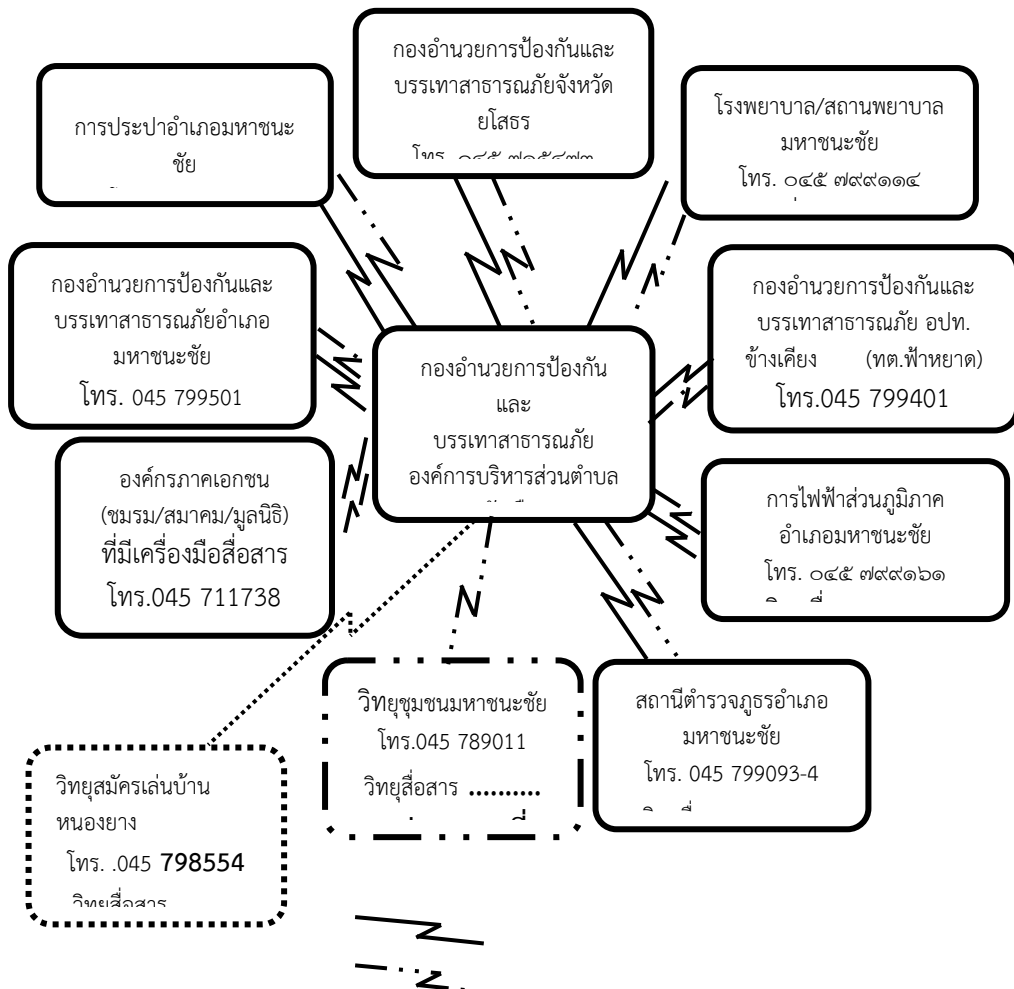 กองอำนวยการป้องกันและ
บรรเทาสาธารณภัยจังหวัด
ยโสธร
โทร. ๐๔๕ ๗๑๕๔๗๓
การประปาอำเภอมหาชนะ
ชัย
โรงพยาบาล/สถานพยาบาล
มหาชนะชัย
โทร. ๐๔๕ ๗๙๙๑๑๔
กองอำนวยการป้องกันและ
บรรเทาสาธารณภัยอำเภอ
มหาชนะชัย
โทร. 045 799501
กองอำนวยการป้องกันและ
บรรเทาสาธารณภัย อปท.
ข้างเคียง (ทต.ฟ้าหยาด)
โทร.045 799401
กองอำนวยการป้องกัน
และ
บรรเทาสาธารณภัย
องค์การบริหารส่วนตำบล
องค์กรภาคเอกชน
(ชมรม/สมาคม/มูลนิธิ)
ที่มีเครื่องมือสื่อสาร
โทร.045 711738
การไฟฟ้าส่วนภูมิภาค
อำเภอมหาชนะชัย
โทร. ๐๔๕ ๗๙๙๑๖๑
วิทยุชุมชนมหาชนะชัย
โทร.045 789011
วิทยุสื่อสาร ..........
สถานีตำรวจภูธรอำเภอ
มหาชนะชัย
โทร. 045 799093-4
วิทยุสมัครเล่นบ้าน
หนองยาง
โทร. .045 798554
วิทยุสื่อสาร